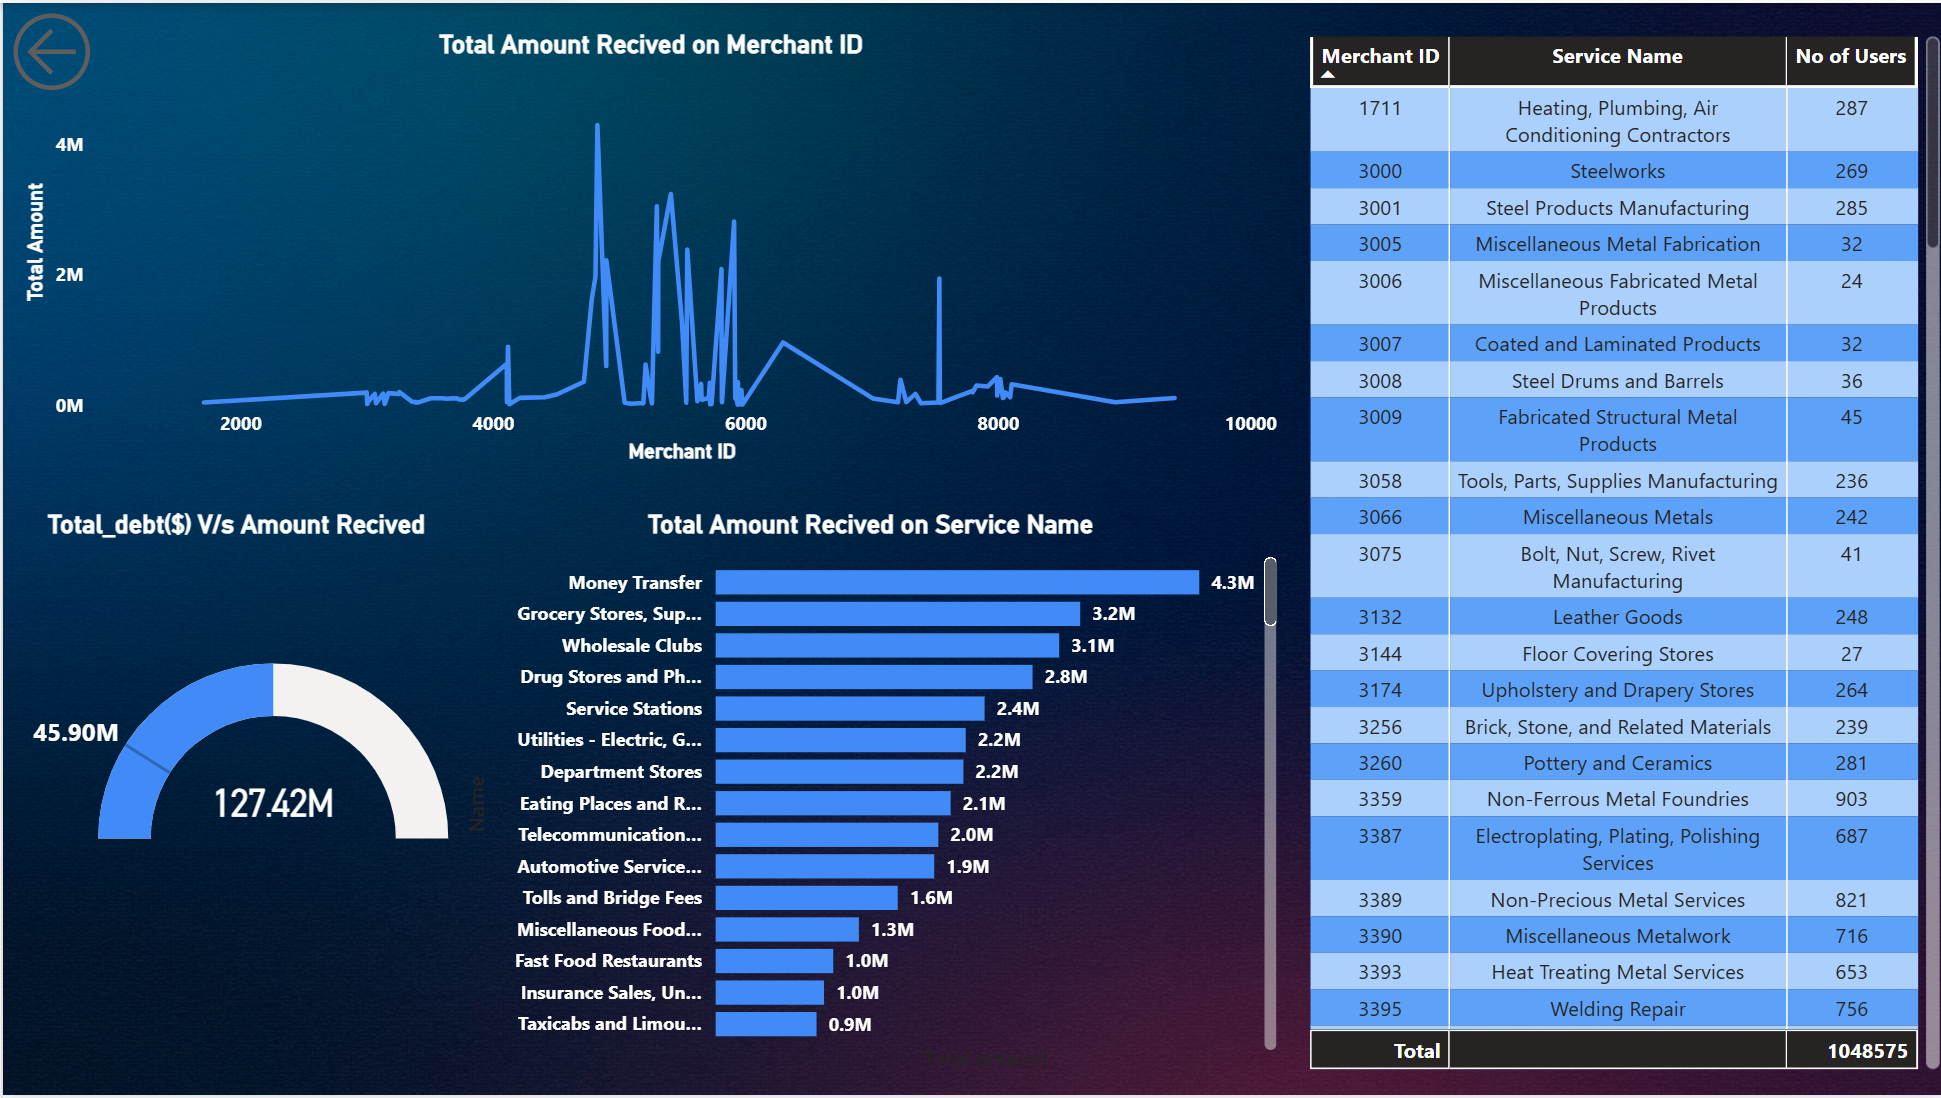 Total Amount Recived on Merchant ID
Total Amount
4M
2M
0M
2000
4000
6000
8000
10000
Merchant ID
Total_debt($) V/s Amount Recived
45.90M
127.42M
Total Amount Recived on Service Name
Name
Money Transfer 4.3M
Grocery Stores, Sup... 3.2M
Wholesale Clubs 3.1M
Drug Stores and Ph... 2.8M
Service Stations 2.4M
Utilities - Electric, G... 2.2M
Department Stores 2.2M
Eating Places and R... 2.1M
Telecommunication... 2.0M
Automotive Service... 1.9M
Tolls and Bridge Fees 1.6M
Miscellaneous Food... 1.3M
Fast Food Restaurants 1.0M
Insurance Sales, Un... 1.0M
Taxicabs and Limou... 0.9M
Merchant ID Service Name No of Users
1711 Heating, Plumbing, Air 287
Conditioning Contractors
3000 Steelworks 269
3001 Steel Products Manufacturing 285
3005 Miscellaneous Metal Fabrication 32
3006 Miscellaneous Fabricated Metal 24
Products
3007 Coated and Laminated Products 32
3008 Steel Drums and Barrels 36
3009 Fabricated Structural Metal 45
Products
3058 Tools, Parts, Supplies Manufacturing 236
3066 Miscellaneous Metals 242
3075 Bolt, Nut, Screw, Rivet 41
Manufacturing
3132 Leather Goods 248
3144 Floor Covering Stores 27
3174 Upholstery and Drapery Stores 264
3256 Brick, Stone, and Related Materials 239
3260 Pottery and Ceramics 281
3359 Non-Ferrous Metal Foundries 903
3387 Electroplating, Plating, Polishing 687
Services
3389 Non-Precious Metal Services 821
3390 Miscellaneous Metalwork 716
3393 Heat Treating Metal Services 653
3395 Welding Repair 756
Total 1048575